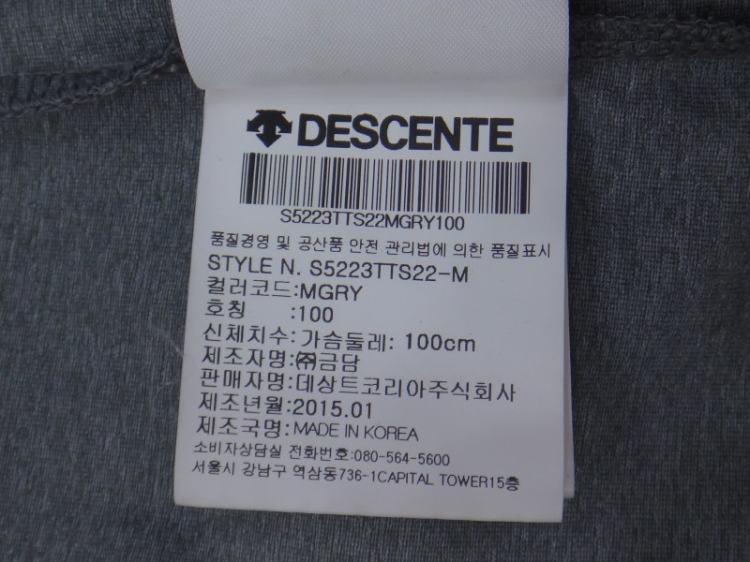 DESCENTE
S5223TTS22MGRY100
품질경영 및 공산품 안전 관리법에 의한 품질표시
STYLE N. S5223TTS22-M
컬러코드:MGRY
호칭 :100
신체치수:가슴둘레: 100cm
제조자명:㈜금담
판매자명:데상트코리아주식회사
제조년월:2015.01
제조국명:MADE IN KOREA
소비자상담실 전화번호:080-564-5600
서울시 강남구 역삼동736-1CAPITAL TOWER15층